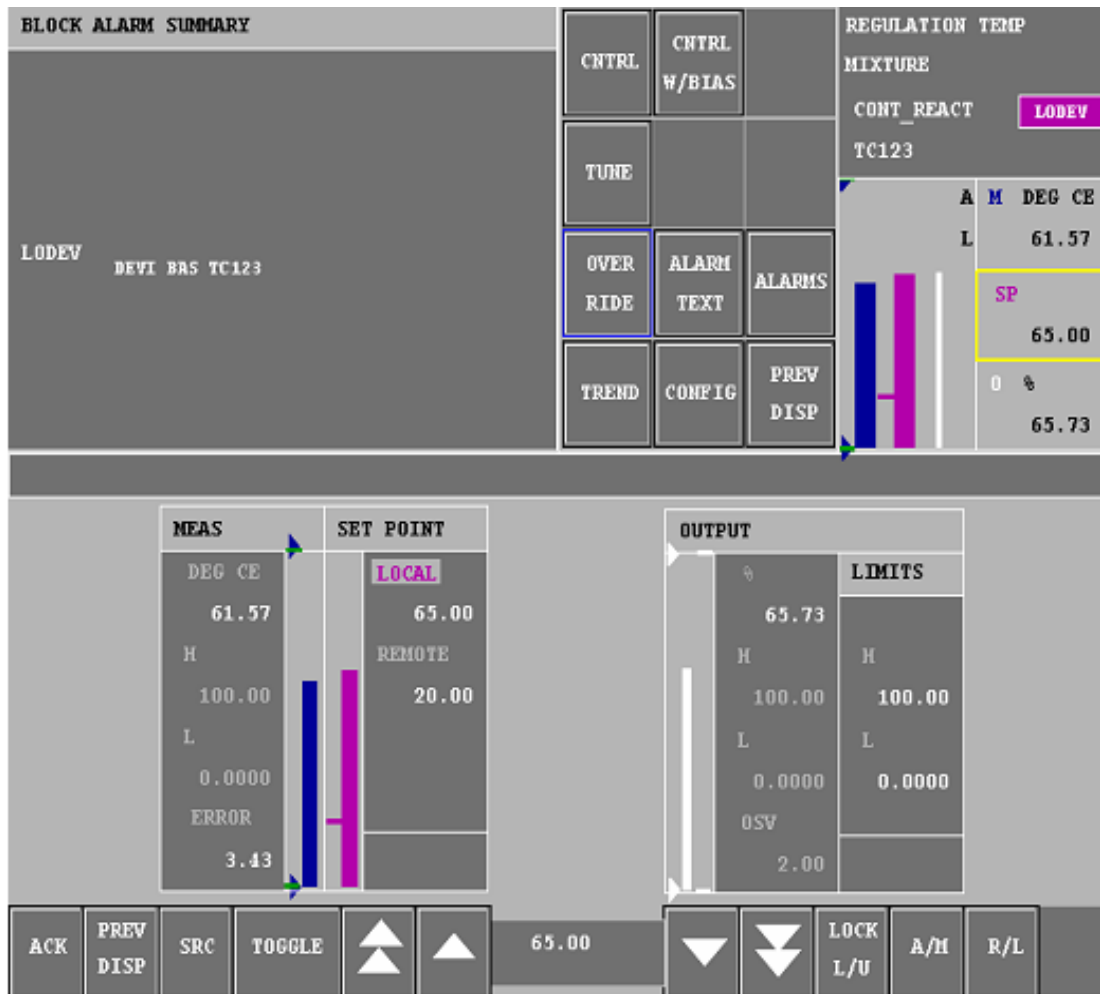 BLOCK ALARM SUMMARY
LODEV
DEVI BAS TC123
CNTRL
CNTRL
W/BIAS
TUNE
OVER
RIDE
ALARM
TEXT
ALARMS
TREND
CONFIG
PREV
DISP
REGULATION TEMP
MIXTURE
CONT_REACT LODEV
TC123
A M DEG CE
L 61.57
SP
65.00
O %
65.73
MEAS
DEG CE
61.57
H
100.00
L
0.0000
ERROR
3.43
SET POINT
LOCAL
65.00
REMOTE
20.00
OUTPUT
%
65.73
H
100.00
L
0.0000
OSV
2.00
LIMITS
H
100.00
L
0.0000
ACK
PREV
DISP
SRC
TOGGLE
65.00
LOCK
L/U
A/M
R/L